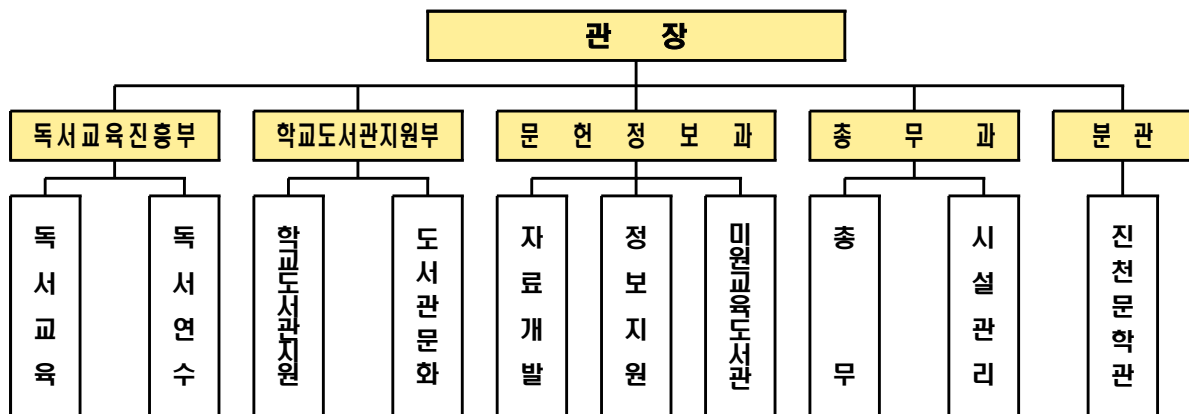 관 장
독서교육진흥부
학교도서관지원부
문 헌 정 보 과
총 무 과
분 관
독서교육
독서연수
학교도서관지원
도서관문화
자료개발
정보지원
미원교육도서관
총무
시설관리
진천문학관